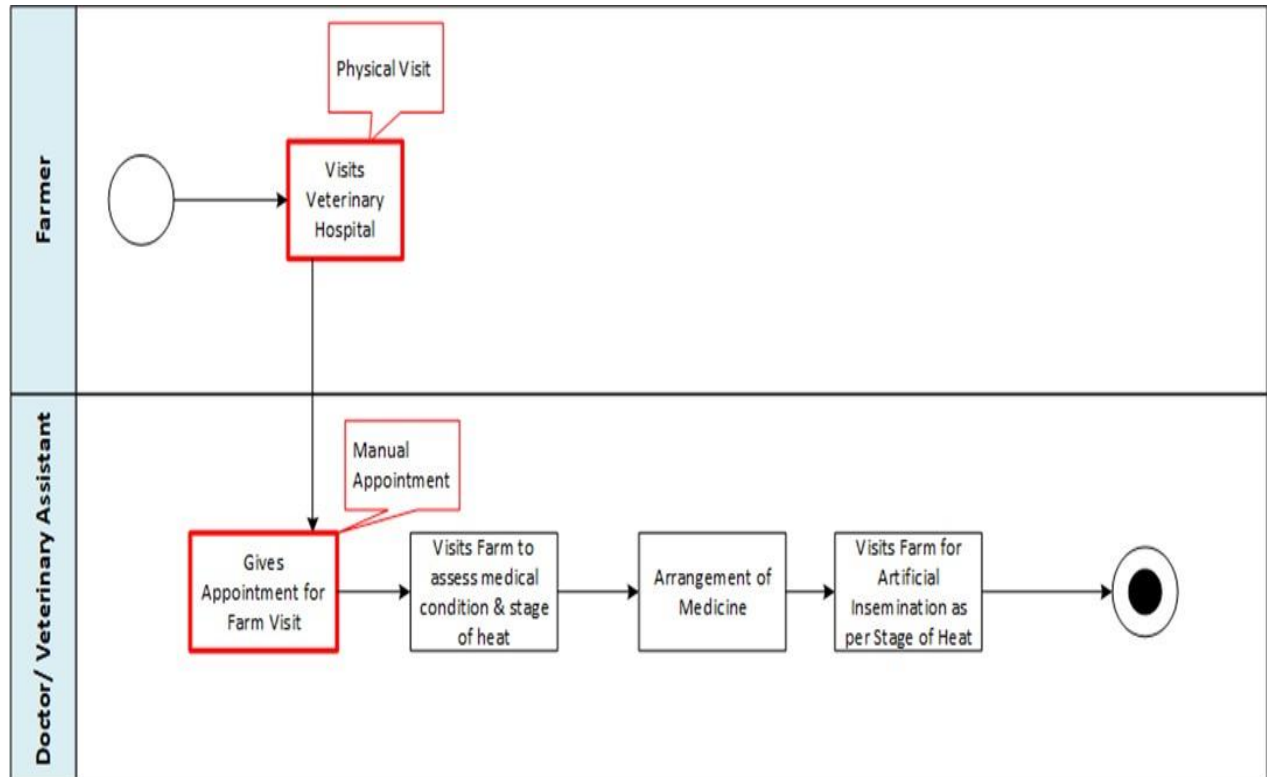 Farmer
Physical Visit
Visits
Veterinary
Hospital
Doctor/ Veterinary Assistant
Manual
Appointment
Gives
Appointment for
Farm Visit
Visits Farm to
assess medical
condition & stage
of heat
Arrangement of
Medicine
Visits Farm for
Artificial
Insemination as
per Stage of Heat